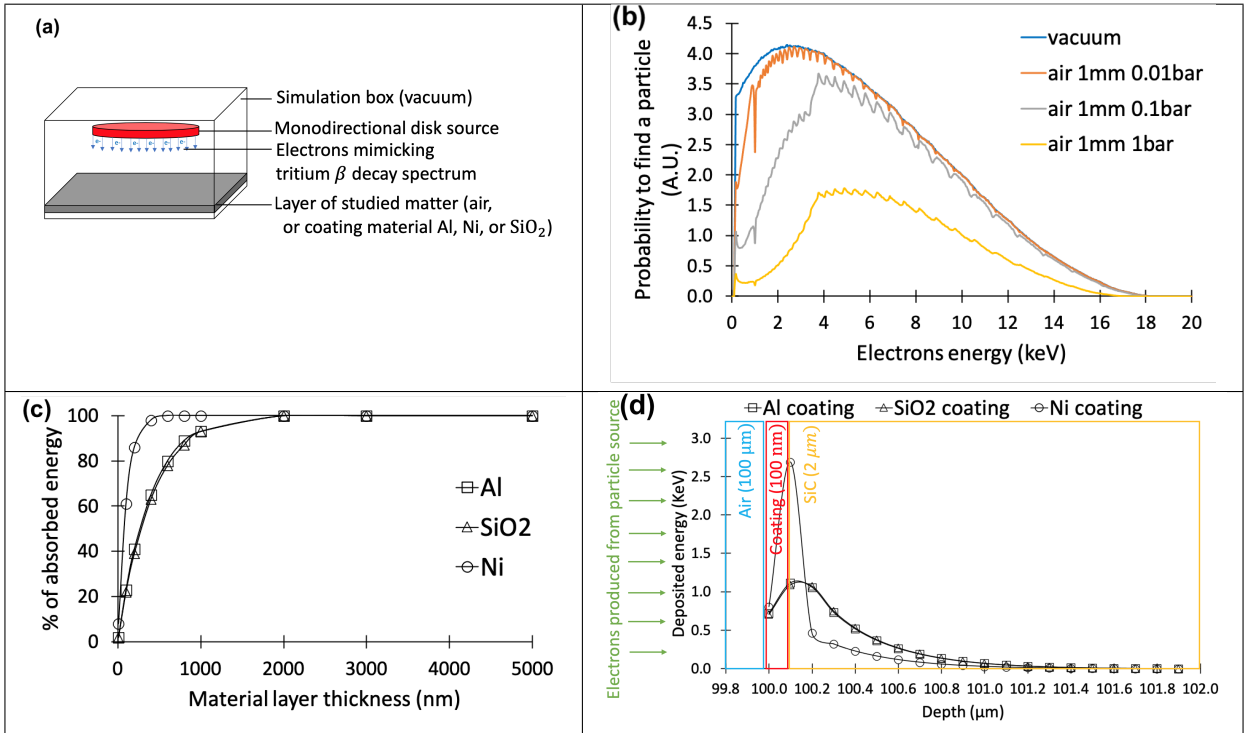 (a)
Simulation box (vacuum)
Monodirectional disk source
Electrons mimicking
tritium β decay spectrum
Layer of studied matter (air,
or coating material Al, Ni, or SiO₂)
e- e- e- e- e- e- e- e-
(b)
Probability to find a particle
(A.U.)
4.5
4.0
3.5
3.0
2.5
2.0
1.5
1.0
0.5
0.0
vacuum
air 1mm 0.01bar
air 1mm 0.1bar
air 1mm 1bar
0 2 4 6 8 10 12 14 16 18 20
Electrons energy (keV)
(c)
% of absorbed energy
100
80
60
40
20
0
Al
SiO2
Ni
0 1000 2000 3000 4000 5000
Material layer thickness (nm)
(d)
Al coating SiO2 coating Ni coating
Electrons produced from particle source
Deposited energy (KeV)
3.0
2.5
2.0
1.5
1.0
0.5
0.0
Air (100 μm)
Coating (100 nm)
SiC (2 μm)
99.8 100.0 100.2 100.4 100.6 100.8 101.0 101.2 101.4 101.6 101.8 102.0
Depth (μm)